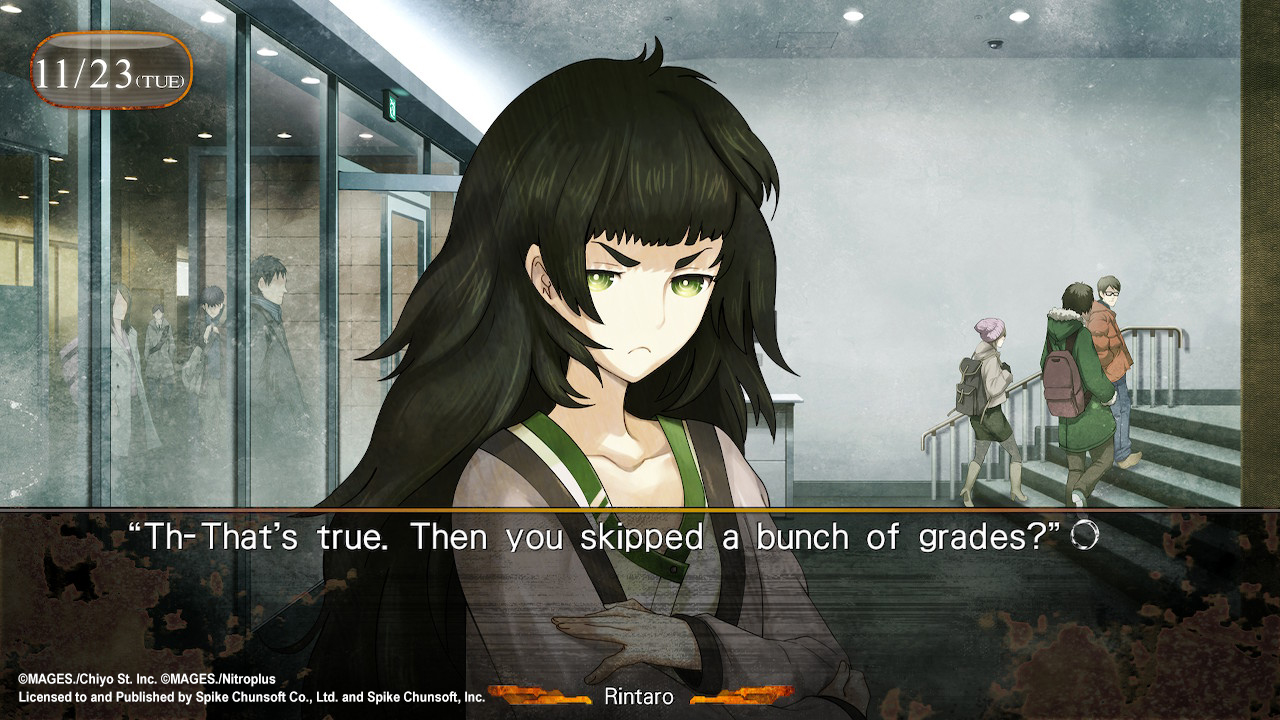 11/23(TUE)
“Th-That’s true. Then you skipped a bunch of grades?”
©MAGES./Chiyo St. Inc. ©MAGES./Nitroplus
Licensed to and Published by Spike Chunsoft Co., Ltd. and Spike Chunsoft, Inc.
Rintaro